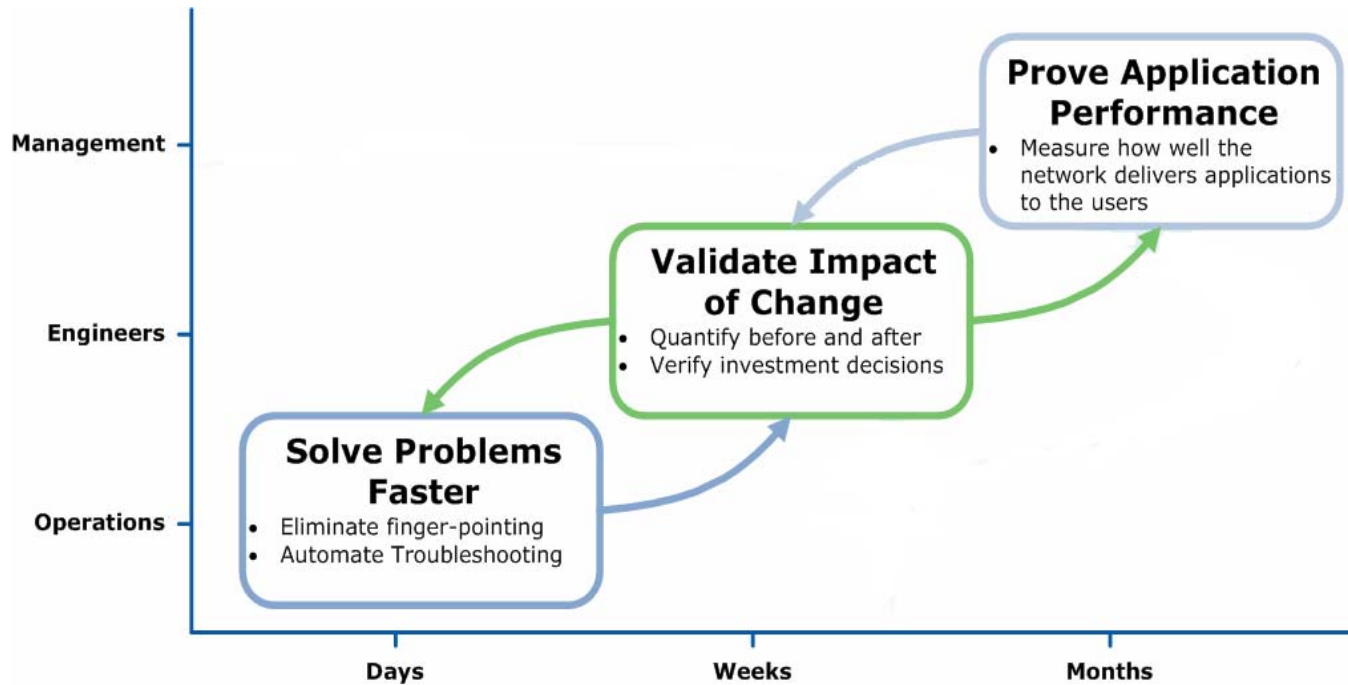 Prove Application
Performance
• Measure how well the
network delivers applications
to the users
Management
Validate Impact
of Change
• Quantify before and after
• Verify investment decisions
Engineers
Solve Problems
Faster
• Eliminate finger-pointing
• Automate Troubleshooting
Operations
Days
Weeks
Months